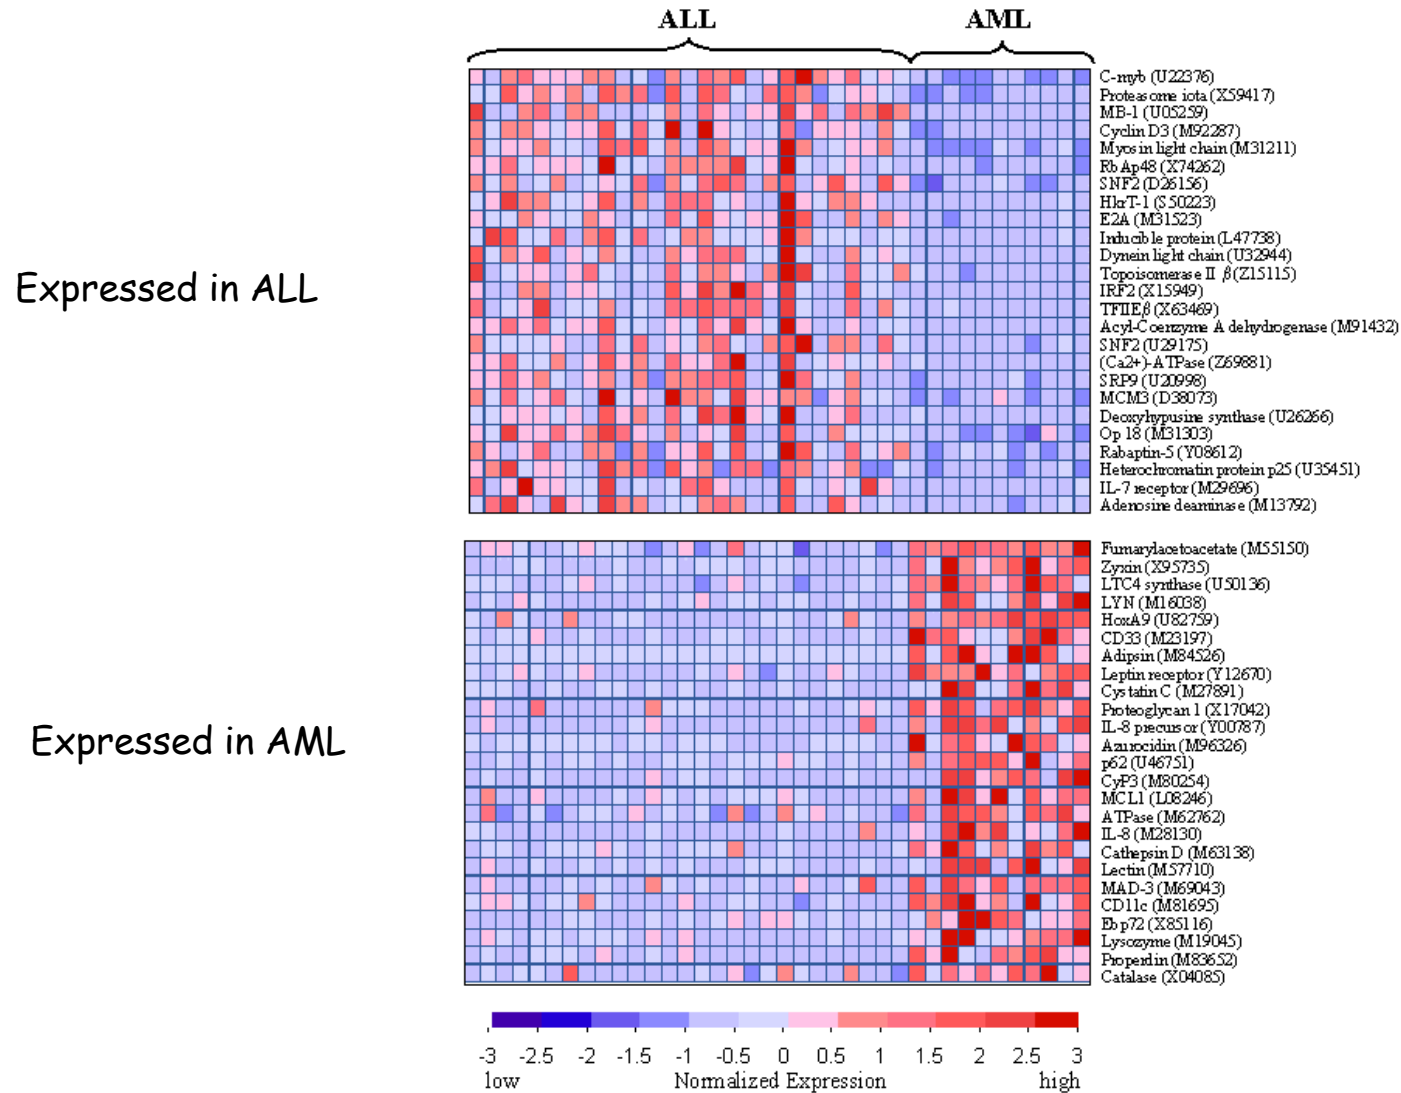 ALL AML
C-myb (U22376)
Proteasome iota (X59417)
MB-1 (U05259)
Cyclin D3 (M92287)
Myosin light chain (M31211)
RbAp48 (X74262)
SNF2 (D26156)
HkrT-1 (S50223)
E2A (M31523)
Inducible protein (L47738)
Dynein light chain (U32944)
Topoisomerase II β (Z15115)
IRF2 (X15949)
TFIIEβ (X63469)
Acyl-Coenzyme A dehydrogenase (M91432)
SNF2 (U29175)
(Ca2+)-ATPase (Z69881)
SRP9 (U20998)
MCM3 (D38073)
Deoxyhypusine synthase (U26266)
Op 18 (M31303)
Rabaptin-5 (Y08612)
Heterochromatin protein p25 (U35451)
IL-7 receptor (M29696)
Adenosine deaminase (M13792)
Expressed in ALL
Fumarylacetoacetate (M55150)
Zyxin (X95735)
LTC4 synthase (U50136)
LYN (M16038)
HoxA9 (U82759)
CD33 (M23197)
Adipsin (M84526)
Leptin receptor (Y12670)
Cystatin C (M27891)
Proteoglycan 1 (X17042)
IL-8 precursor (Y00787)
Azurocidin (M96326)
p62 (U46751)
CyP3 (M80254)
MCL1 (L08246)
ATPase (M62762)
IL-8 (M28130)
Cathepsin D (M63138)
Lectin (M57710)
MAD-3 (M69043)
CD11c (M81695)
Ebp72 (X85116)
Lysozyme (M19045)
Properdin (M83652)
Catalase (X04085)
Expressed in AML
-3 -2.5 -2 -1.5 -1 -0.5 0 0.5 1 1.5 2 2.5 3
low Normalized Expression high